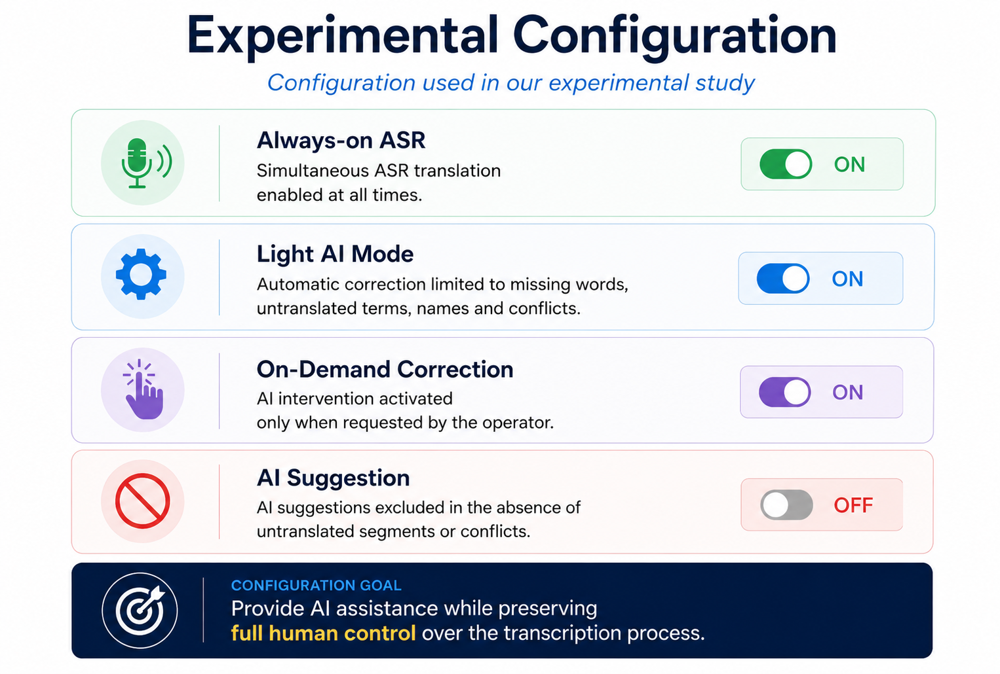 Experimental Configuration
Configuration used in our experimental study
Always-on ASR
Simultaneous ASR translation
enabled at all times.
ON
Light AI Mode
Automatic correction limited to missing words,
untranslated terms, names and conflicts.
ON
On-Demand Correction
AI intervention activated
only when requested by the operator.
ON
AI Suggestion
AI suggestions excluded in the absence of
untranslated segments or conflicts.
OFF
CONFIGURATION GOAL
Provide AI assistance while preserving
full human control over the transcription process.